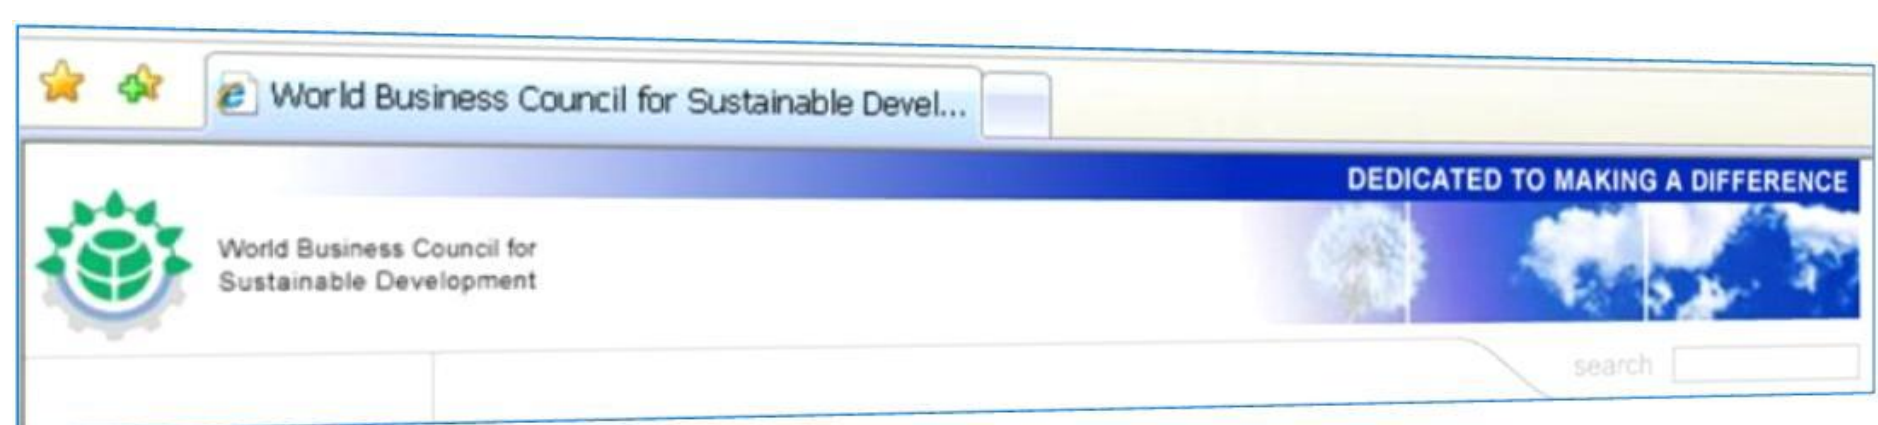 World Business Council for Sustainable Devel...
DEDICATED TO MAKING A DIFFERENCE
World Business Council for
Sustainable Development
search